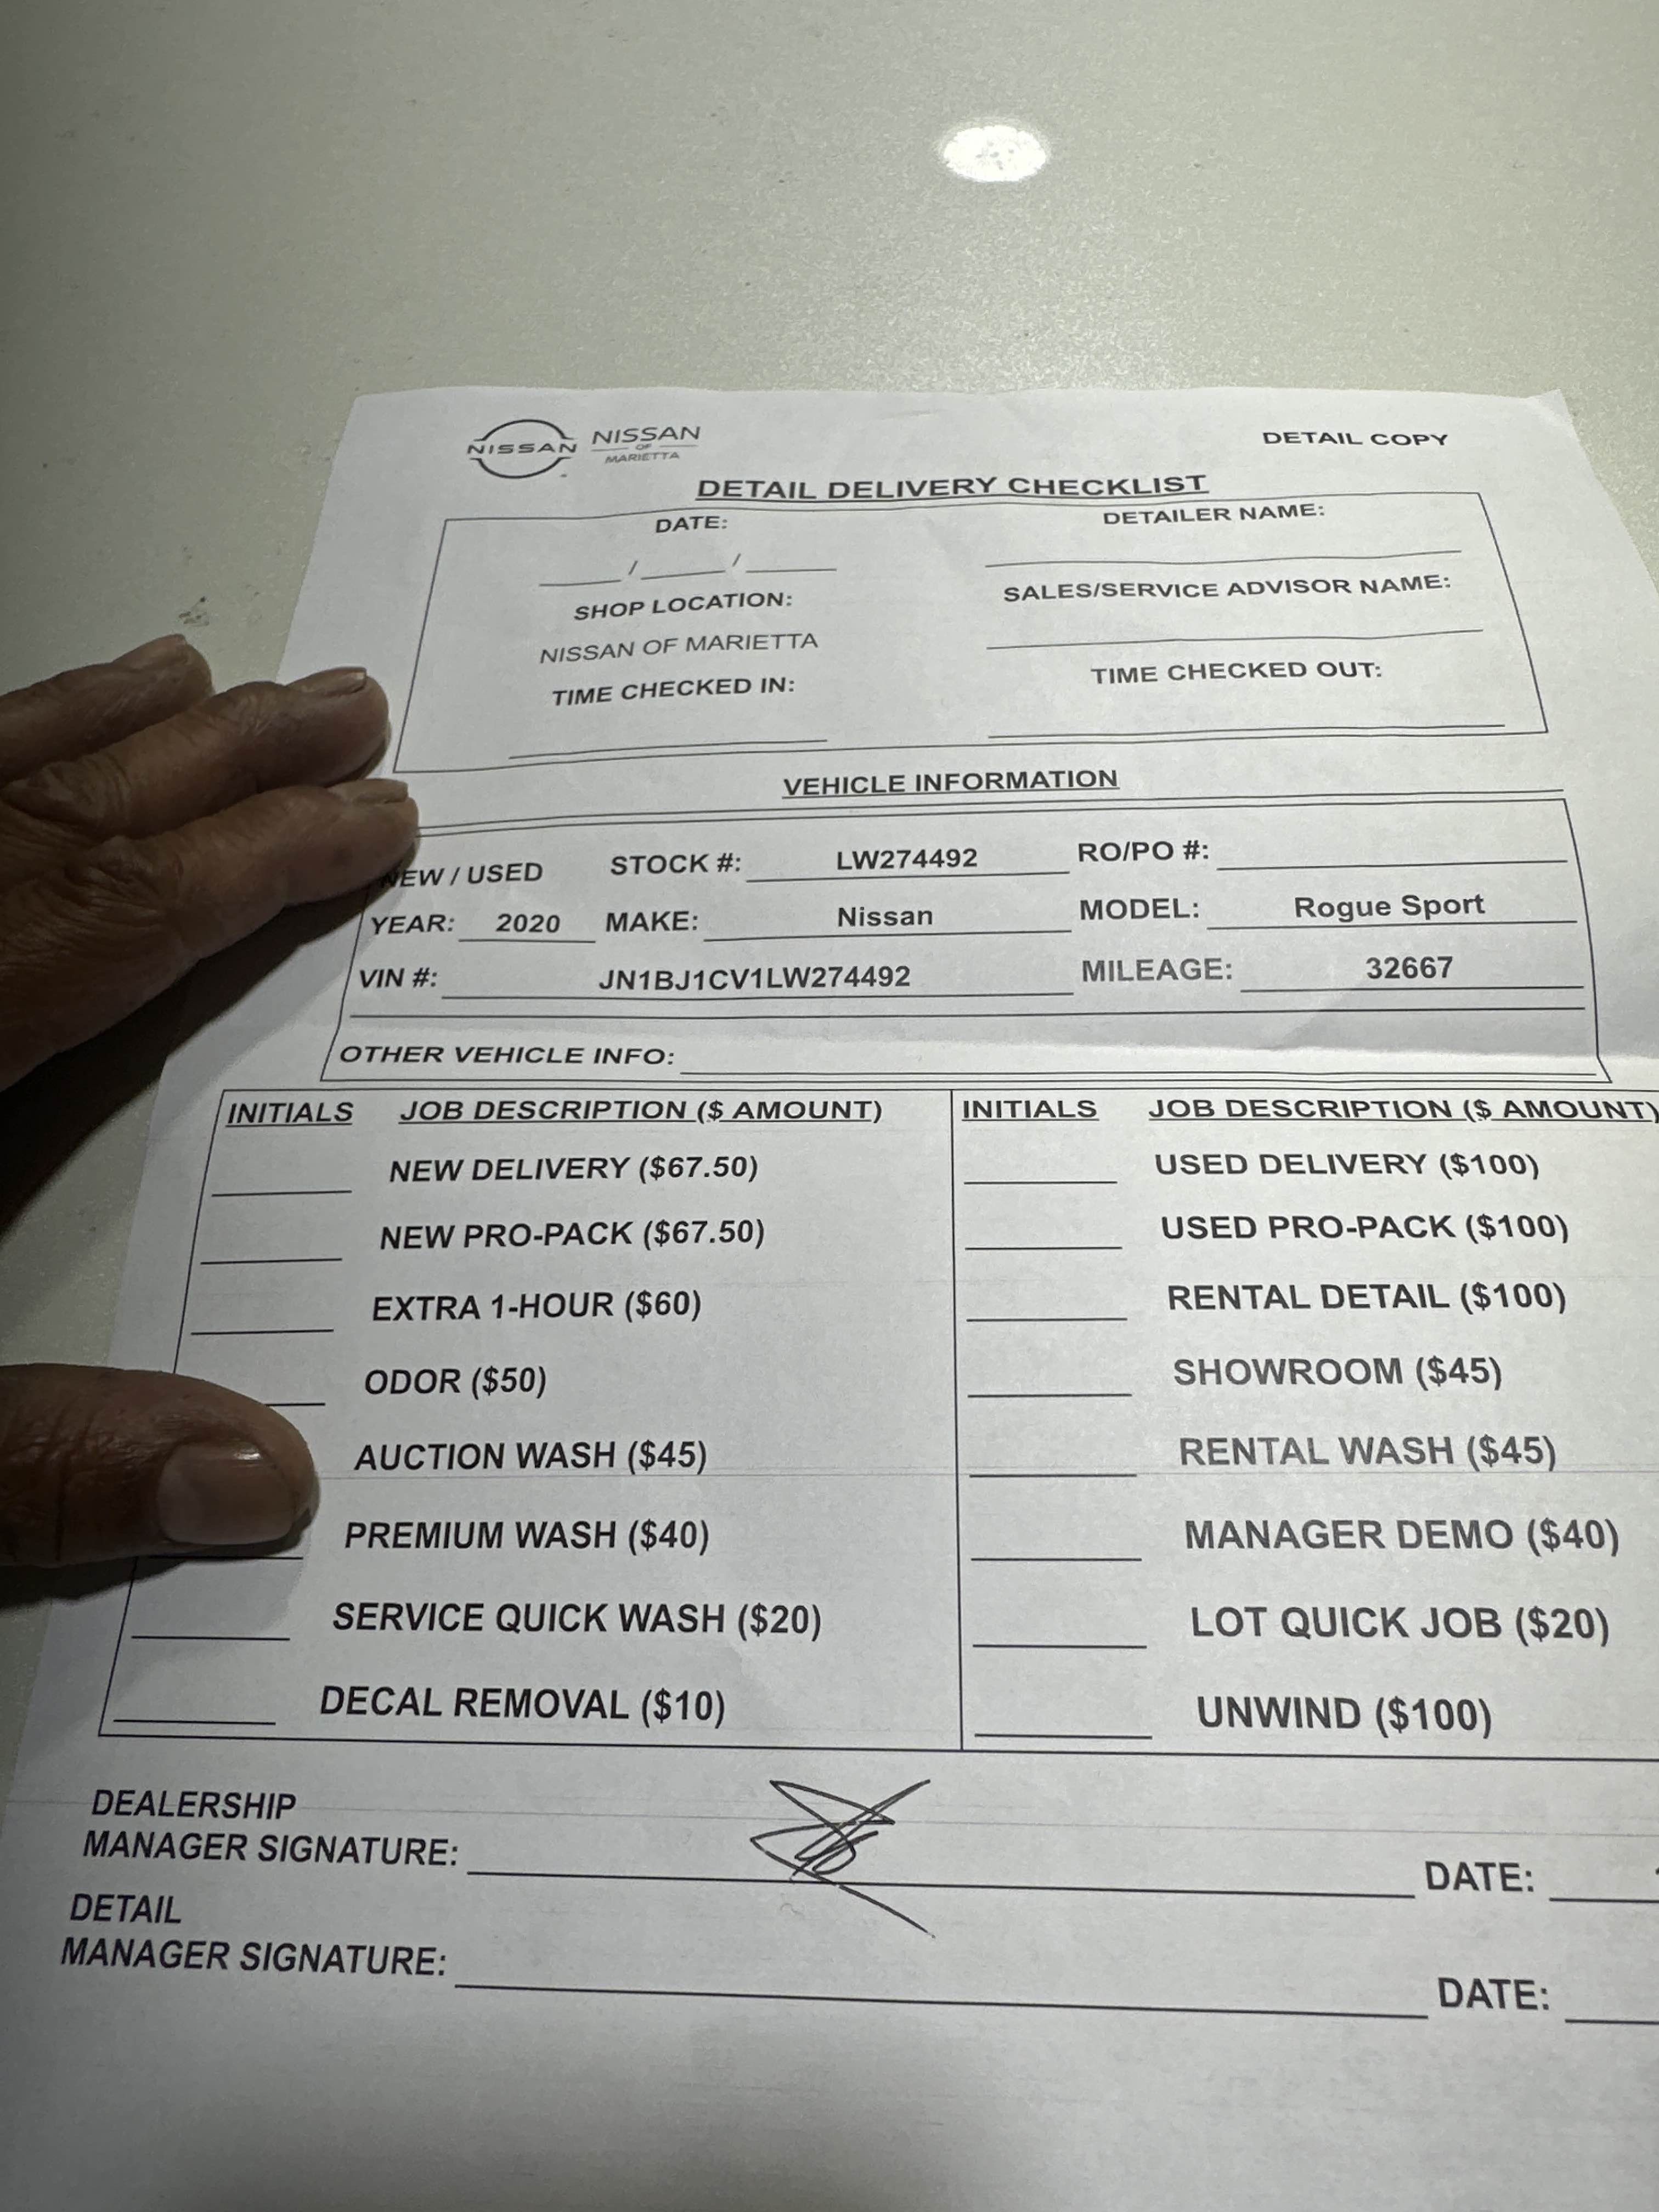 NISSAN NISSAN OF MARIETTA DETAIL COPY
DETAIL DELIVERY CHECKLIST
DATE: DETAILER NAME:
/ /
SHOP LOCATION: SALES/SERVICE ADVISOR NAME:
NISSAN OF MARIETTA
TIME CHECKED IN: TIME CHECKED OUT:
VEHICLE INFORMATION
NEW / USED STOCK #: LW274492 RO/PO #:
YEAR: 2020 MAKE: Nissan MODEL: Rogue Sport
VIN #: JN1BJ1CV1LW274492 MILEAGE: 32667
OTHER VEHICLE INFO:
INITIALS JOB DESCRIPTION ($ AMOUNT) INITIALS JOB DESCRIPTION ($ AMOUNT)
NEW DELIVERY ($67.50) USED DELIVERY ($100)
NEW PRO-PACK ($67.50) USED PRO-PACK ($100)
EXTRA 1-HOUR ($60) RENTAL DETAIL ($100)
ODOR ($50) SHOWROOM ($45)
AUCTION WASH ($45) RENTAL WASH ($45)
PREMIUM WASH ($40) MANAGER DEMO ($40)
SERVICE QUICK WASH ($20) LOT QUICK JOB ($20)
DECAL REMOVAL ($10) UNWIND ($100)
DEALERSHIP
MANAGER SIGNATURE: DATE:
DETAIL
MANAGER SIGNATURE: DATE: